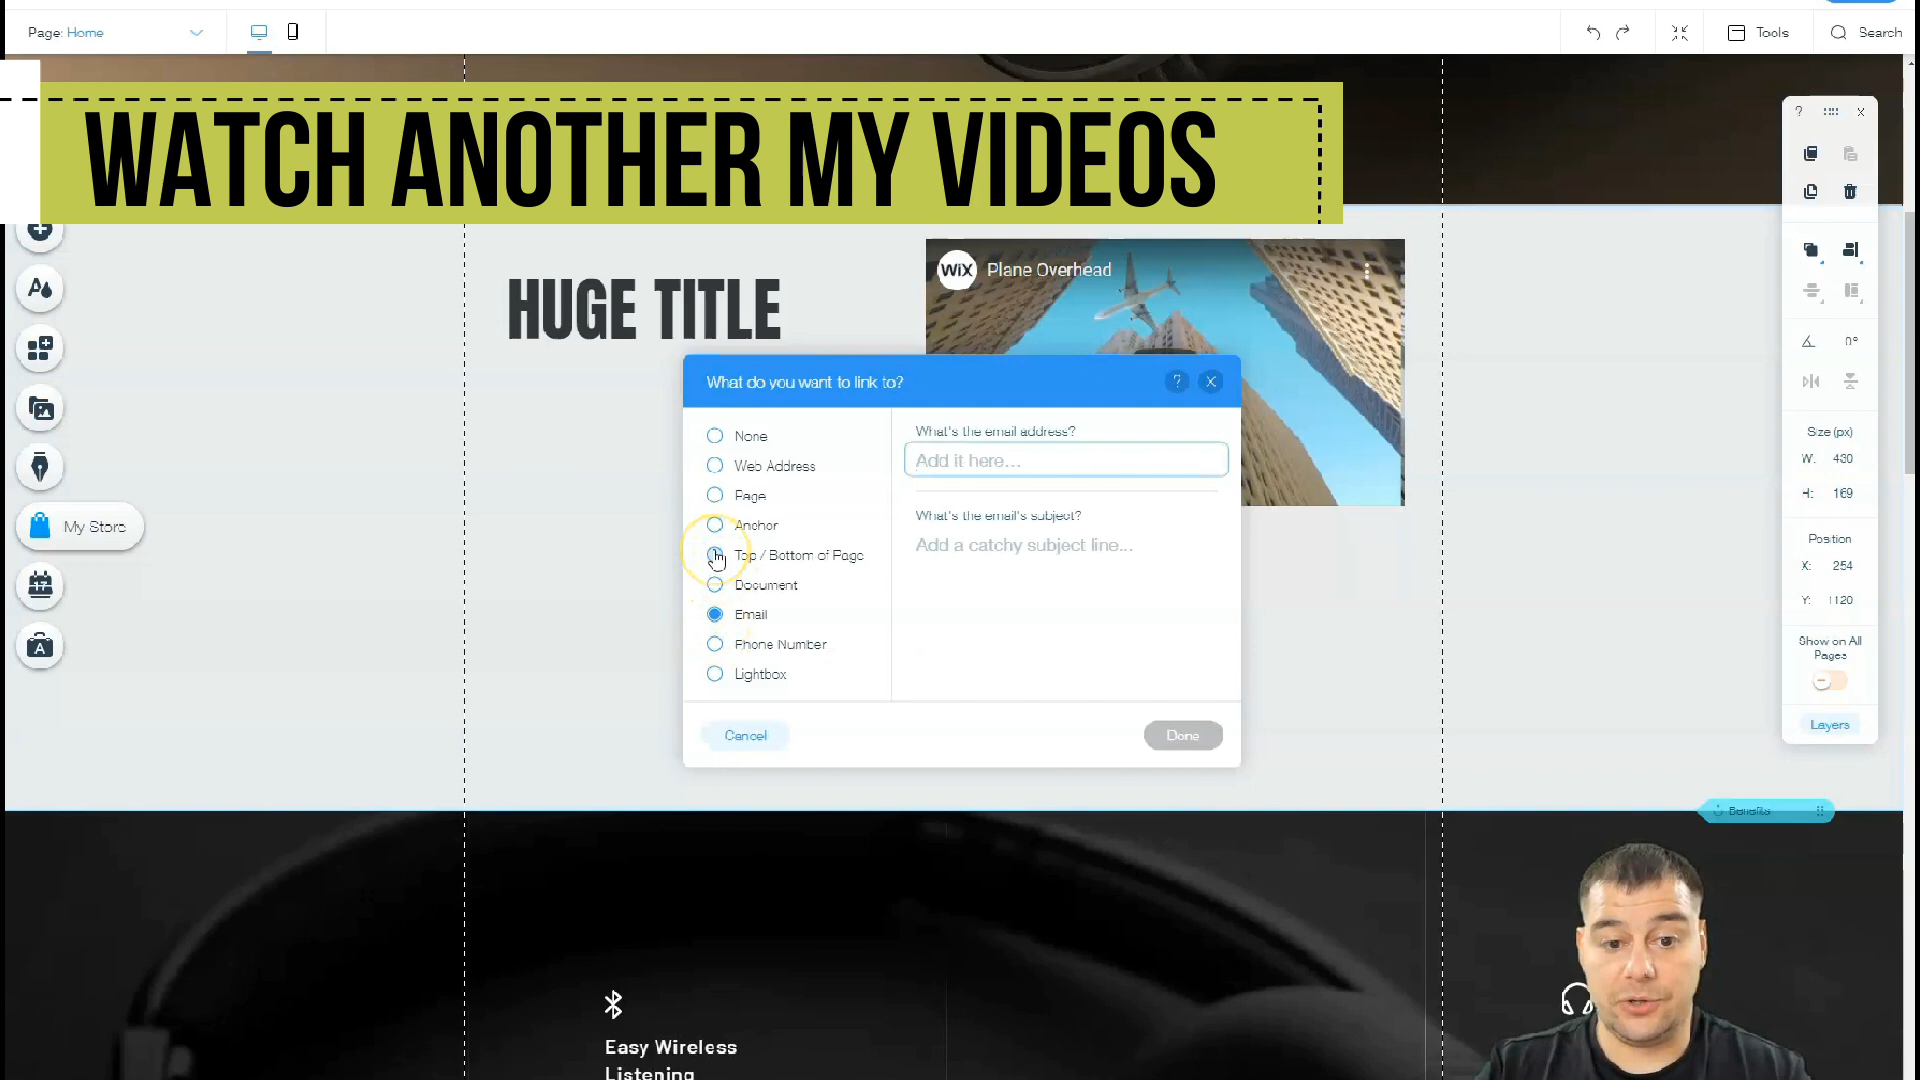 Page: Home
Tools
Search
WATCH ANOTHER MY VIDEOS
HUGE TITLE
WiX
Plane Overhead
What do you want to link to?
?
None
Web Address
Page
Anchor
Top / Bottom of Page
Document
Email
Phone Number
Lightbox
What's the email address?
Add it here...
What's the email's subject?
Add a catchy subject line...
Cancel
Done
My Store
17
A
?
0°
Size (px)
W: 430
H: 169
Position
X: 254
Y: 1120
Show on All
Pages
Layers
Benefits
Easy Wireless
Listening